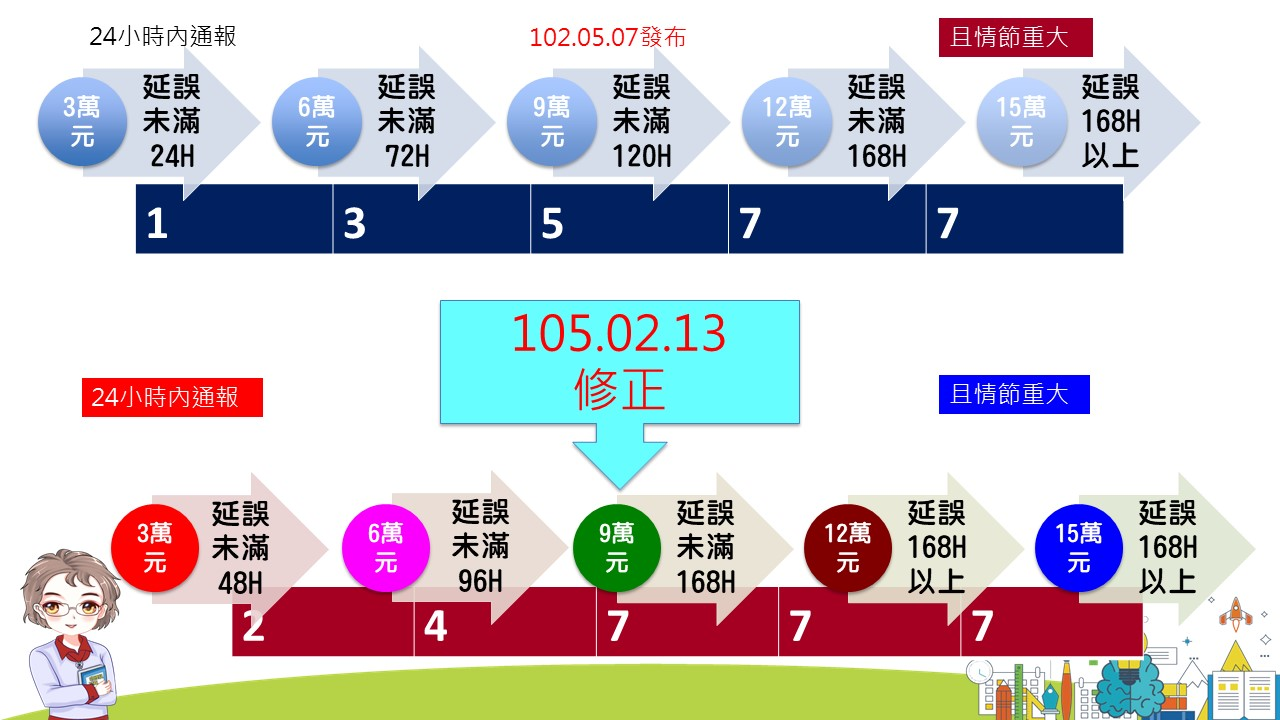 24小時內通報
102.05.07發布
且情節重大
3萬
元
延誤
未滿
24H
6萬
元
延誤
未滿
72H
9萬
元
延誤
未滿
120H
12萬
元
延誤
未滿
168H
15萬
元
延誤
168H
以上
1
3
5
7
7
105.02.13
修正
24小時內通報
且情節重大
3萬
元
延誤
未滿
48H
6萬
元
延誤
未滿
96H
9萬
元
延誤
未滿
168H
12萬
元
延誤
168H
以上
15萬
元
延誤
168H
以上
2
4
7
7
7